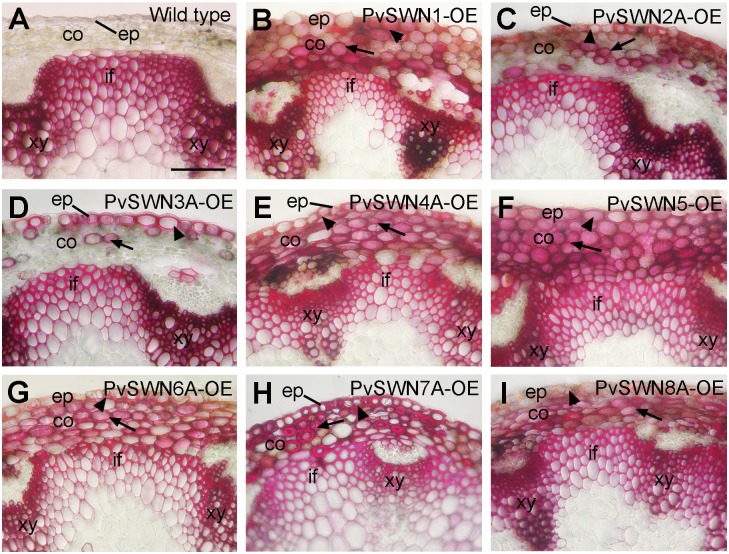 A Wild type
ep
co
if
xy
xy
B PvSWN1-OE
ep
co
if
xy
xy
C PvSWN2A-OE
ep
co
if
xy
D PvSWN3A-OE
ep
co
if
xy
E PvSWN4A-OE
ep
co
if
xy
xy
F PvSWN5-OE
ep
co
if
xy
xy
G PvSWN6A-OE
ep
co
if
xy
xy
H PvSWN7A-OE
ep
co
if
xy
I PvSWN8A-OE
ep
co
if
xy
xy